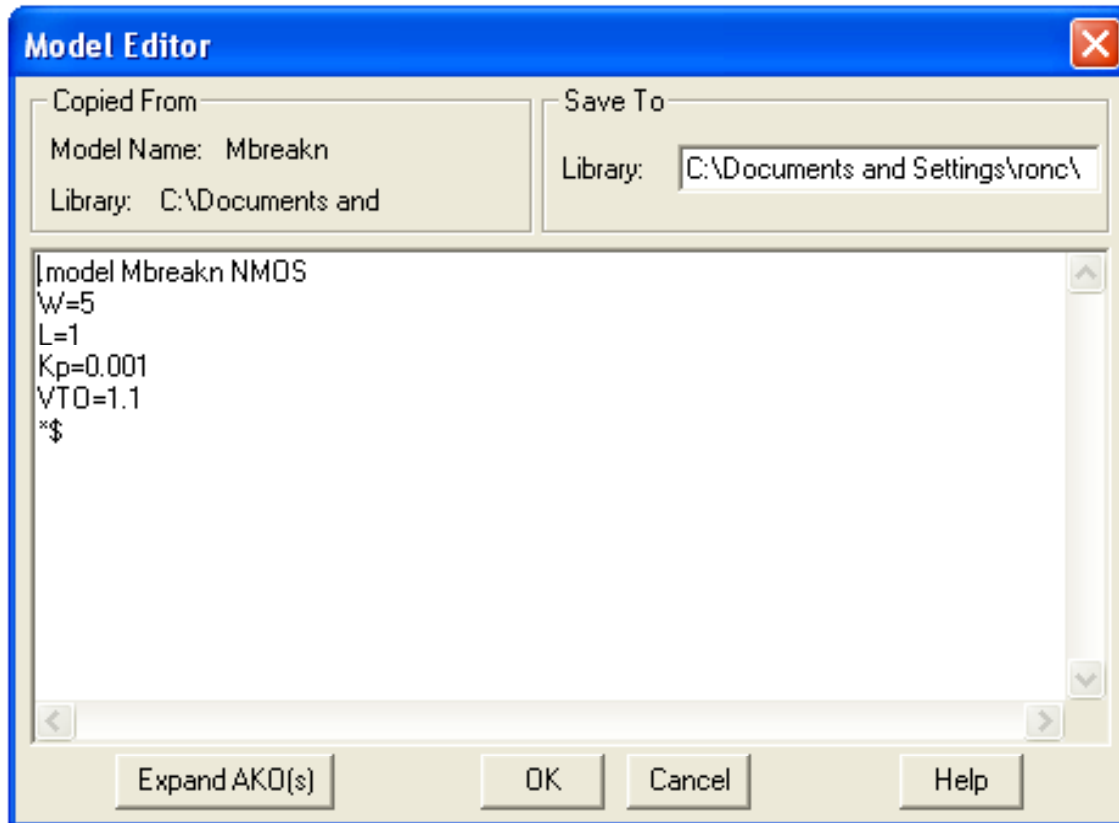 Model Editor
Copied From
Model Name: Mbreakn
Library: C:\Documents and
Save To
Library: C:\Documents and Settings\ronc\
.model Mbreakn NMOS
W=5
L=1
Kp=0.001
VTO=1.1
*$
Expand AKO(s) OK Cancel Help